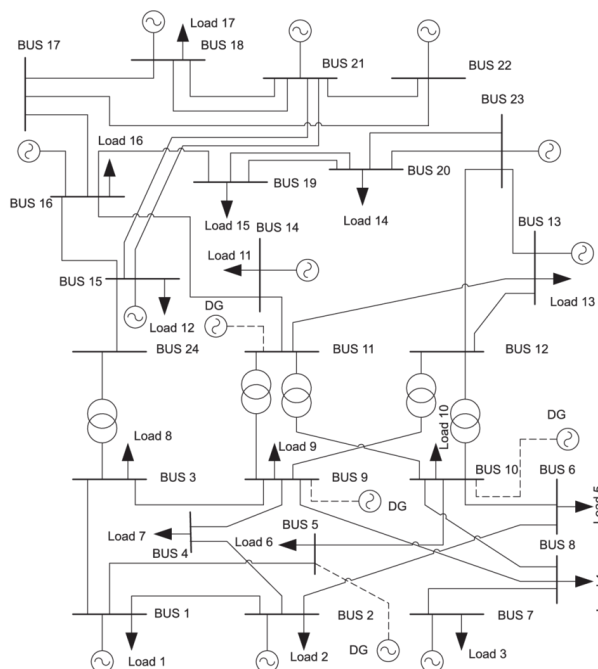 Load 17
BUS 17
BUS 18
BUS 21
BUS 22
BUS 23
Load 16
BUS 19
BUS 20
BUS 16
Load 15
Load 14
BUS 14
BUS 13
Load 11
BUS 15
Load 12
Load 13
DG
BUS 24
BUS 11
BUS 12
Load 10
DG
Load 8
Load 9
BUS 3
BUS 9
BUS 10
BUS 6
Load 5
DG
Load 7
BUS 5
BUS 4
Load 6
BUS 8
BUS 1
BUS 2
BUS 7
Load 1
Load 2
DG
Load 3